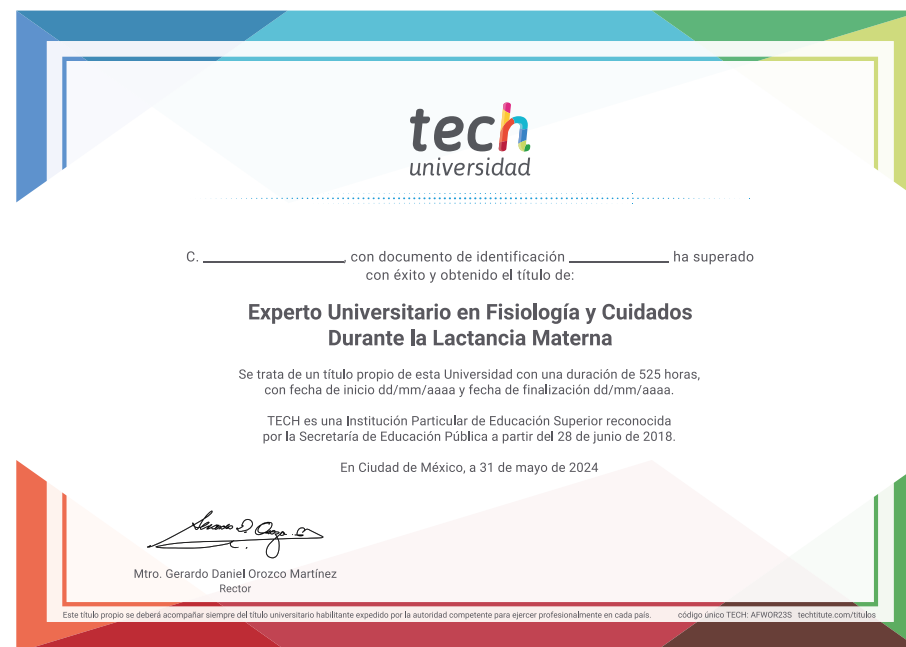 tech
universidad
C. ____________, con documento de identificación ____________ ha superado
con éxito y obtenido el título de:
Experto Universitario en Fisiología y Cuidados
Durante la Lactancia Materna
Se trata de un título propio de esta Universidad con una duración de 525 horas,
con fecha de inicio dd/mm/aaaa y fecha de finalización dd/mm/aaaa.
TECH es una Institución Particular de Educación Superior reconocida
por la Secretaría de Educación Pública a partir del 28 de junio de 2018.
En Ciudad de México, a 31 de mayo de 2024
Mtro. Gerardo Daniel Orozco Martínez
Rector
Este título propio se deberá acompañar siempre del título universitario habilitante expedido por la autoridad competente para ejercer profesionalmente en cada país. código único TECH: AFWOR23S techtitute.com/titulos